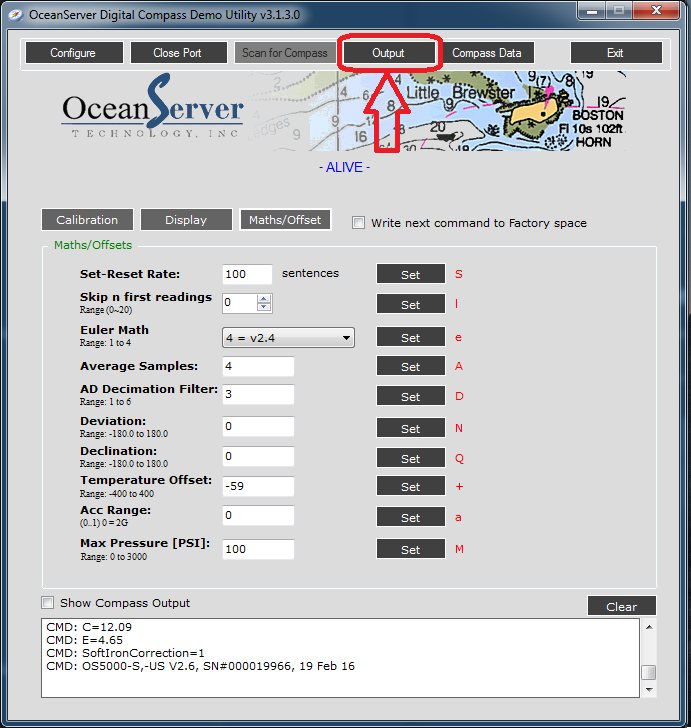 OceanServer Digital Compass Demo Utility v3.1.3.0
Configure Close Port Scan for Compass Output Compass Data Exit
OceanServer
TECHNOLOGY, INC
Little Brewster
BOSTON
Fl 10s 102ft
HORN
- ALIVE -
Calibration Display Maths/Offset Write next command to Factory space
Maths/Offsets
Set-Reset Rate: 100 sentences Set S
Skip n first readings 0 Set l
Range (0~20)
Euler Math 4 = v2.4 Set e
Range: 1 to 4
Average Samples: 4 Set A
AD Decimation Filter: 3 Set D
Range: 1 to 6
Deviation: 0 Set N
Range: -180.0 to 180.0
Declination: 0 Set Q
Range: -180.0 to 180.0
Temperature Offset: -59 Set +
Range: -400 to 400
Acc Range: 0 Set a
(0..1) 0 = 2G
Max Pressure [PSI]: 100 Set M
Range: 0 to 3000
Show Compass Output Clear
CMD: C=12.09
CMD: E=4.65
CMD: SoftIronCorrection=1
CMD: OS5000-S,-US V2.6, SN#000019966, 19 Feb 16